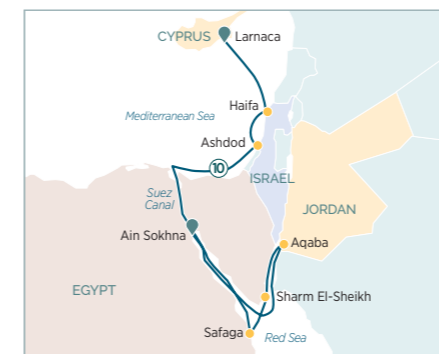 CYPRUS
Larnaca
Mediterranean Sea
Haifa
Ashdod
10
ISRAEL
Suez
Canal
JORDAN
Ain Sokhna
Aqaba
EGYPT
Sharm El-Sheikh
Safaga
Red Sea